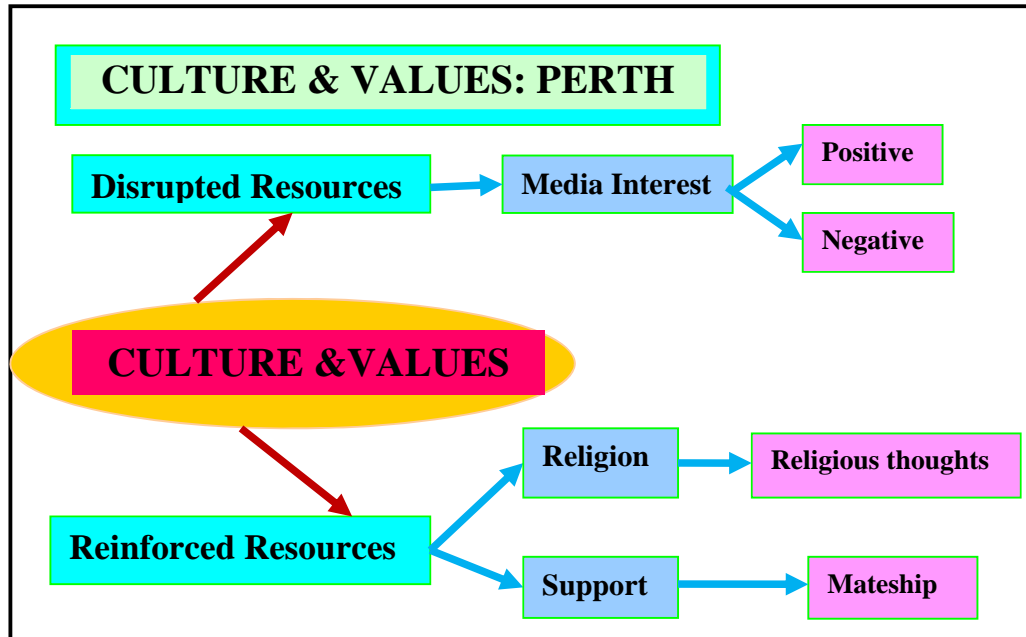 CULTURE & VALUES: PERTH
Disrupted Resources
Media Interest
Positive
Negative
CULTURE &VALUES
Religion
Religious thoughts
Reinforced Resources
Support
Mateship